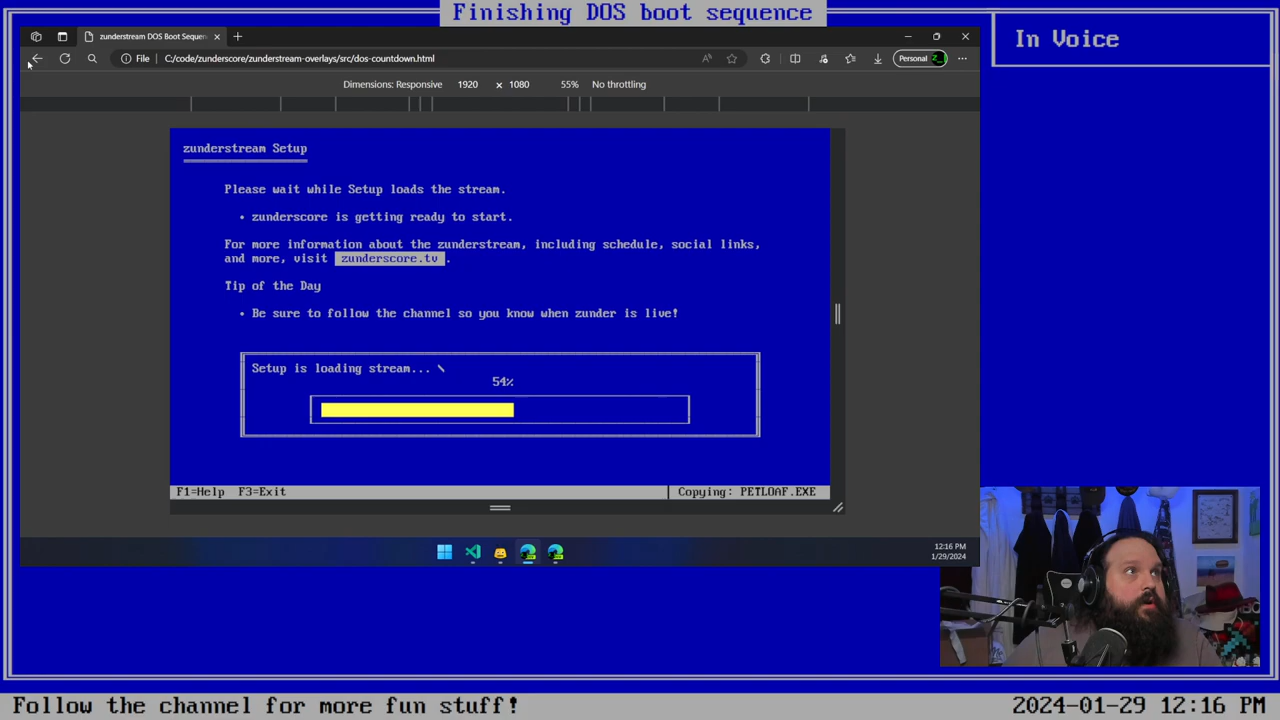 Finishing DOS boot sequence
In Voice
zunderstream DOS Boot Sequen
File
C:/code/zunderscore/zunderstream-overlays/src/dos-countdown.html
Personal
Dimensions: Responsive 1920 × 1080 55% No throttling
zunderstream Setup
Please wait while Setup loads the stream.
• zunderscore is getting ready to start.
For more information about the zunderstream, including schedule, social links,
and more, visit zunderscore.tv .
Tip of the Day
• Be sure to follow the channel so you know when zunder is live!
Setup is loading stream... \
54%
F1=Help F3=Exit
Copying: PETLOAF.EXE
12:16 PM
1/29/2024
Follow the channel for more fun stuff!
2024-01-29 12:16 PM